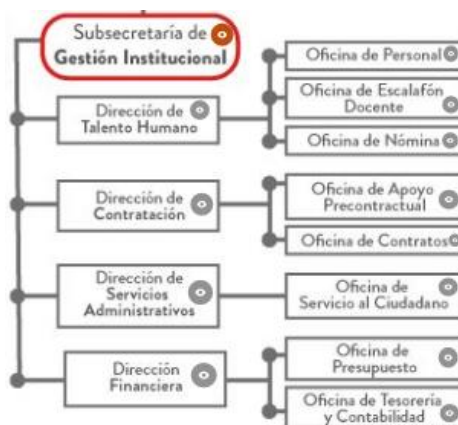 Subsecretaría de
Gestión Institucional
Dirección de
Talento Humano
Oficina de Personal
Oficina de Escalafón
Docente
Oficina de Nómina
Dirección de
Contratación
Oficina de Apoyo
Precontractual
Oficina de Contratos
Dirección de
Servicios
Administrativos
Oficina de
Servicio al Ciudadano
Dirección
Financiera
Oficina de
Presupuesto
Oficina de Tesorería
y Contabilidad